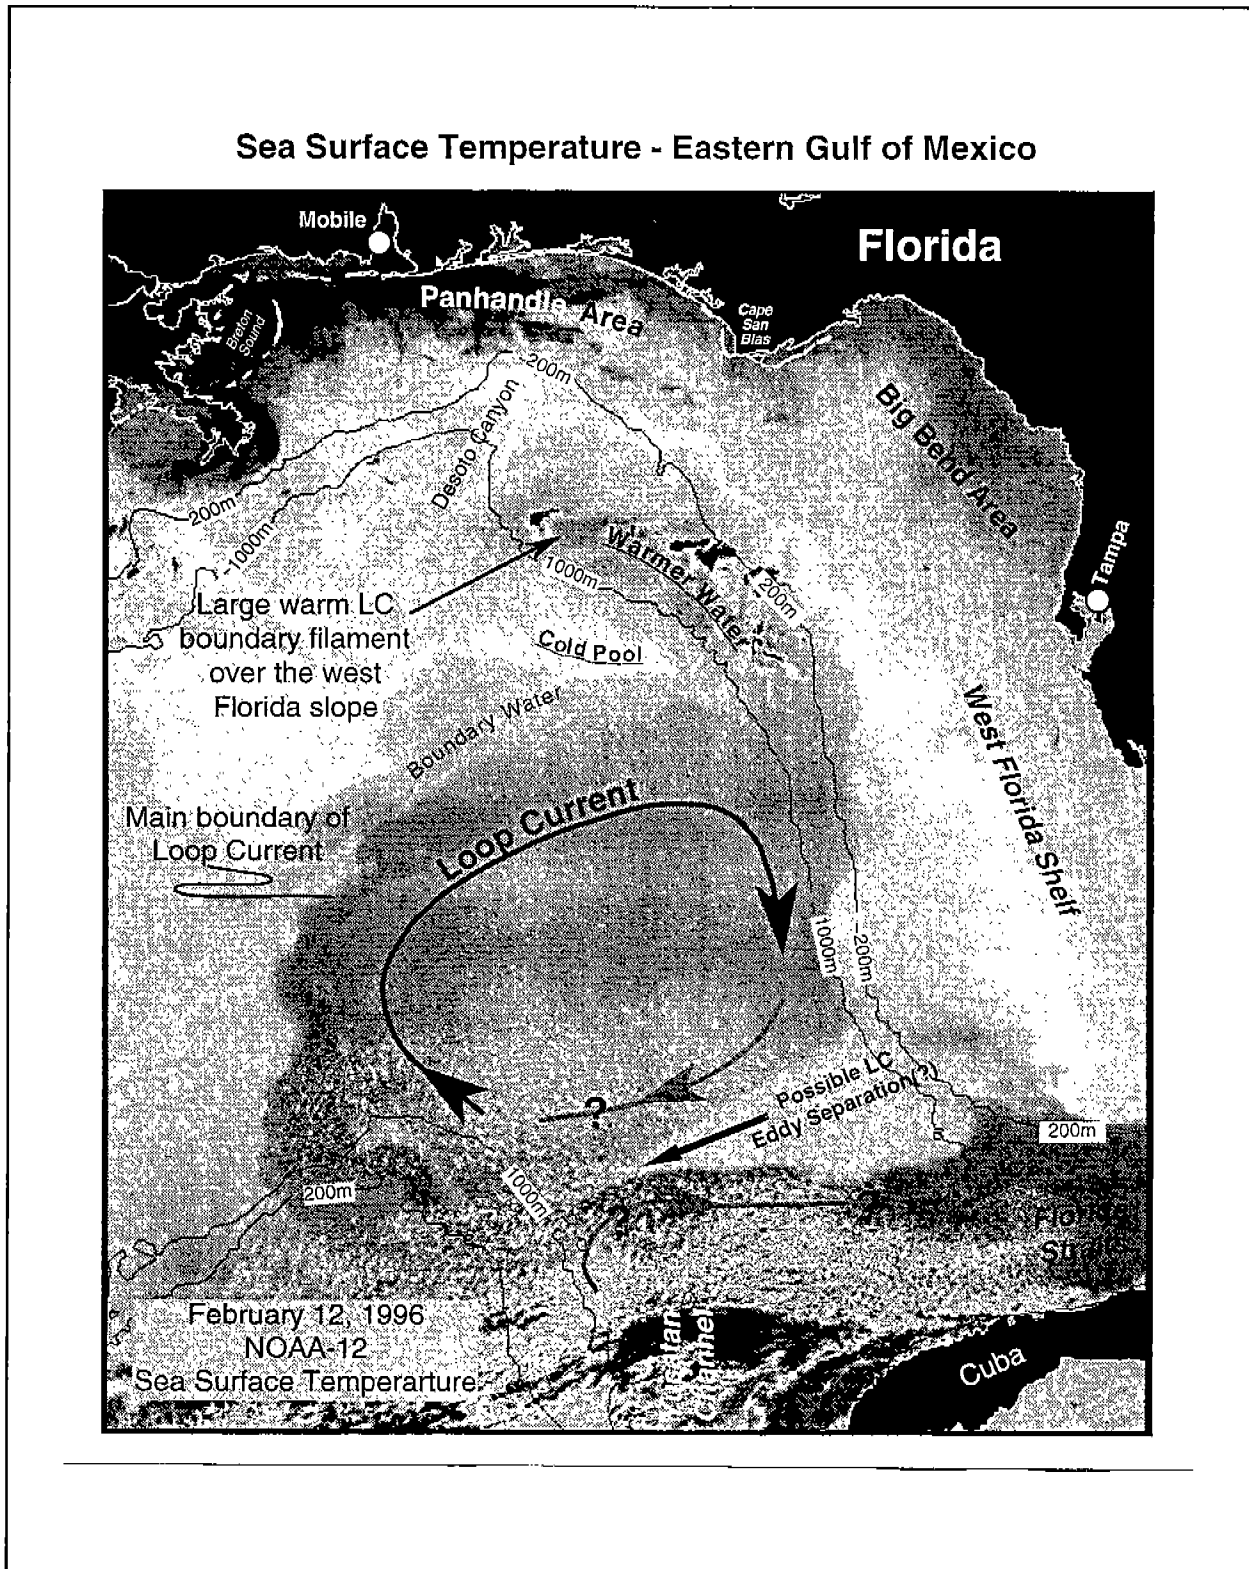 Sea Surface Temperature - Eastern Gulf of Mexico
Mobile
Florida
Panhandle Area
Cape
San
Blas
Breton
Sound
200m
Big Bend Area
Desoto Canyon
200m
1000m
Warmer Water
Tampa
1000m
200m
Large warm LC
boundary filament
over the west
Florida slope
Cold Pool
Boundary Water
West Florida Shelf
Loop Current
Main boundary of
Loop Current
1000m
200m
Possible LC
Eddy Separation(?)
?
200m
1000m
200m
?
February 12, 1996
NOAA-12
Sea Surface Temperarture
Channel
Cuba